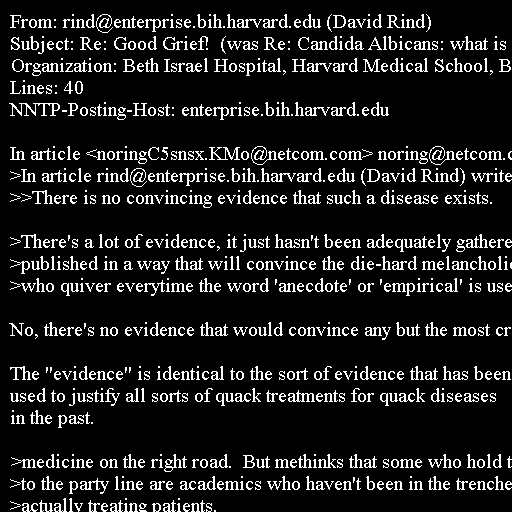 From: rind@enterprise.bih.harvard.edu (David Rind)
Subject: Re: Good Grief!  (was Re: Candida Albicans: what is
Organization: Beth Israel Hospital, Harvard Medical School, B
Lines: 40
NNTP-Posting-Host: enterprise.bih.harvard.edu

In article <noringC5snsx.KMo@netcom.com> noring@netcom.c
>In article rind@enterprise.bih.harvard.edu (David Rind) write
>>There is no convincing evidence that such a disease exists.

>There's a lot of evidence, it just hasn't been adequately gathere
>published in a way that will convince the die-hard melancholic
>who quiver everytime the word 'anecdote' or 'empirical' is use

No, there's no evidence that would convince any but the most cr

The "evidence" is identical to the sort of evidence that has been
used to justify all sorts of quack treatments for quack diseases
in the past.

>medicine on the right road.  But methinks that some who hold t
>to the party line are academics who haven't been in the trenche
>actually treating patients.